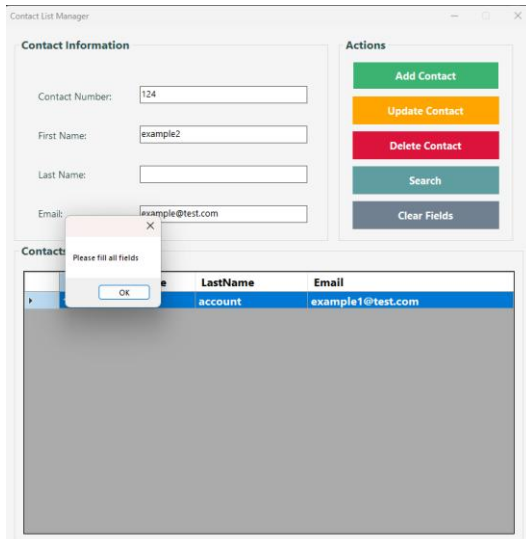 Contact List Manager
Contact Information
Contact Number:
124
First Name:
example2
Last Name:
Email:
example@test.com
Actions
Add Contact
Update Contact
Delete Contact
Search
Clear Fields
Please fill all fields
OK
Contacts
LastName
Email
account
example1@test.com